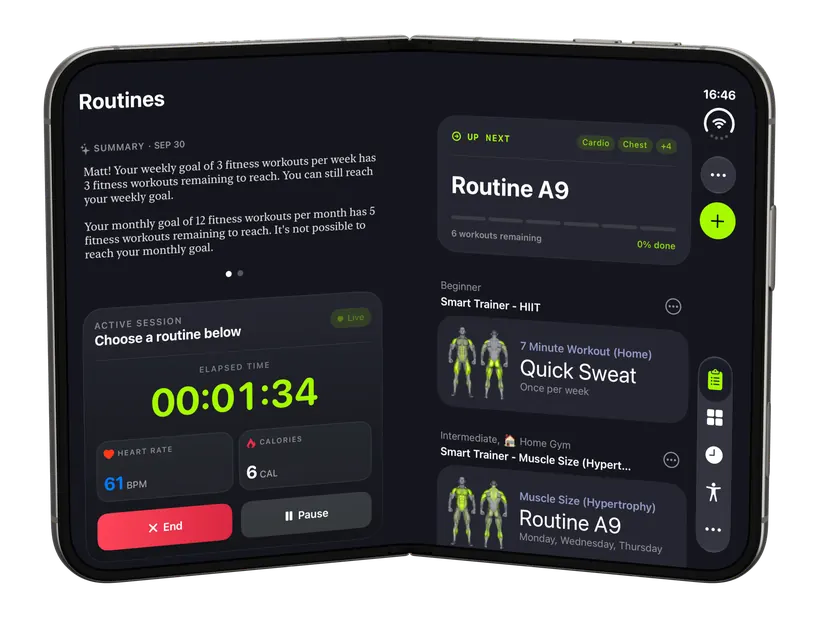 Routines
SUMMARY · SEP 30
Matt! Your weekly goal of 3 fitness workouts per week has
3 fitness workouts remaining to reach. You can still reach
your weekly goal.
Your monthly goal of 12 fitness workouts per month has 5
fitness workouts remaining to reach. It's not possible to
reach your monthly goal.
ACTIVE SESSION
Choose a routine below
Live
ELAPSED TIME
00:01:34
HEART RATE
61 BPM
CALORIES
6 CAL
End
Pause
UP NEXT
Cardio
Chest
+4
Routine A9
6 workouts remaining
0% done
Beginner
Smart Trainer - HIIT
7 Minute Workout (Home)
Quick Sweat
Once per week
Intermediate, 🏠 Home Gym
Smart Trainer - Muscle Size (Hypert...
Muscle Size (Hypertrophy)
Routine A9
Monday, Wednesday, Thursday
16:46